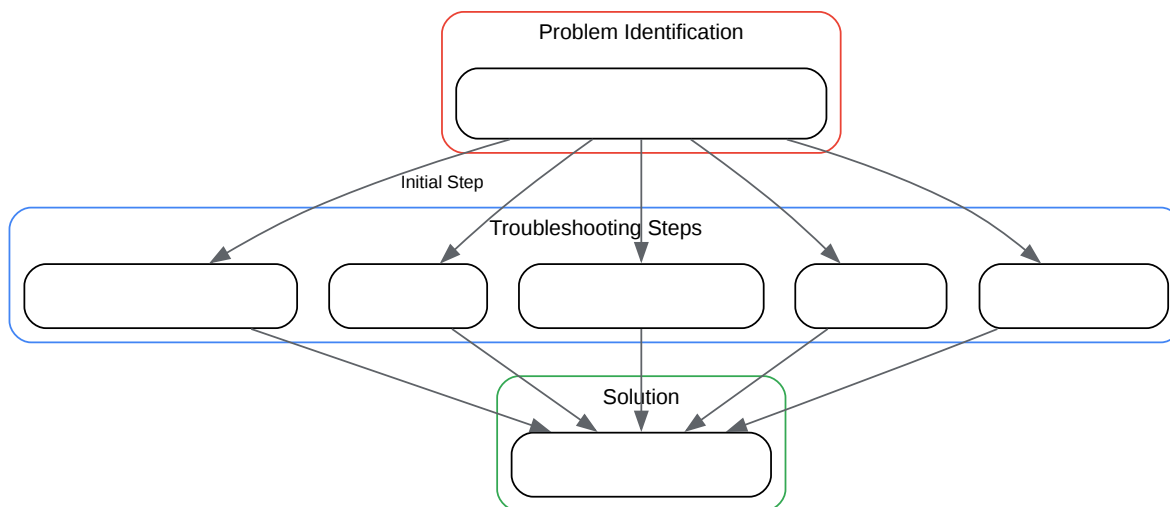 Problem Identification
Initial Step
Troubleshooting Steps
Solution